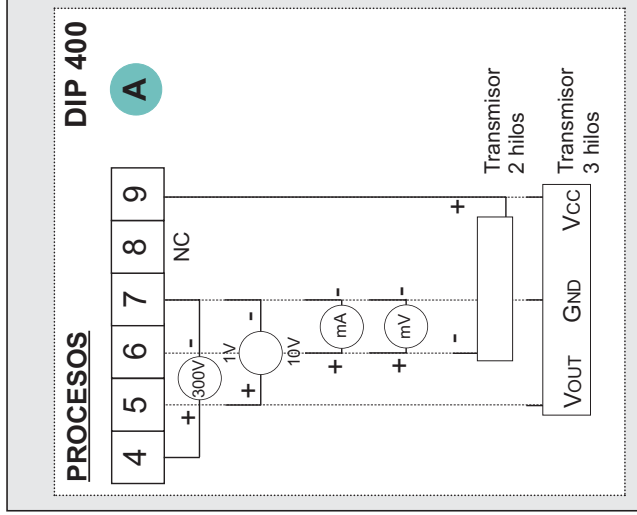 PROCESOS
DIP 400
A
4 5 6 7 8 9
NC
+ 300V -
1V
+ -
10V
+ mA -
+ mV -
- +
Transmisor
2 hilos
Transmisor
3 hilos
VOUT GND VCC